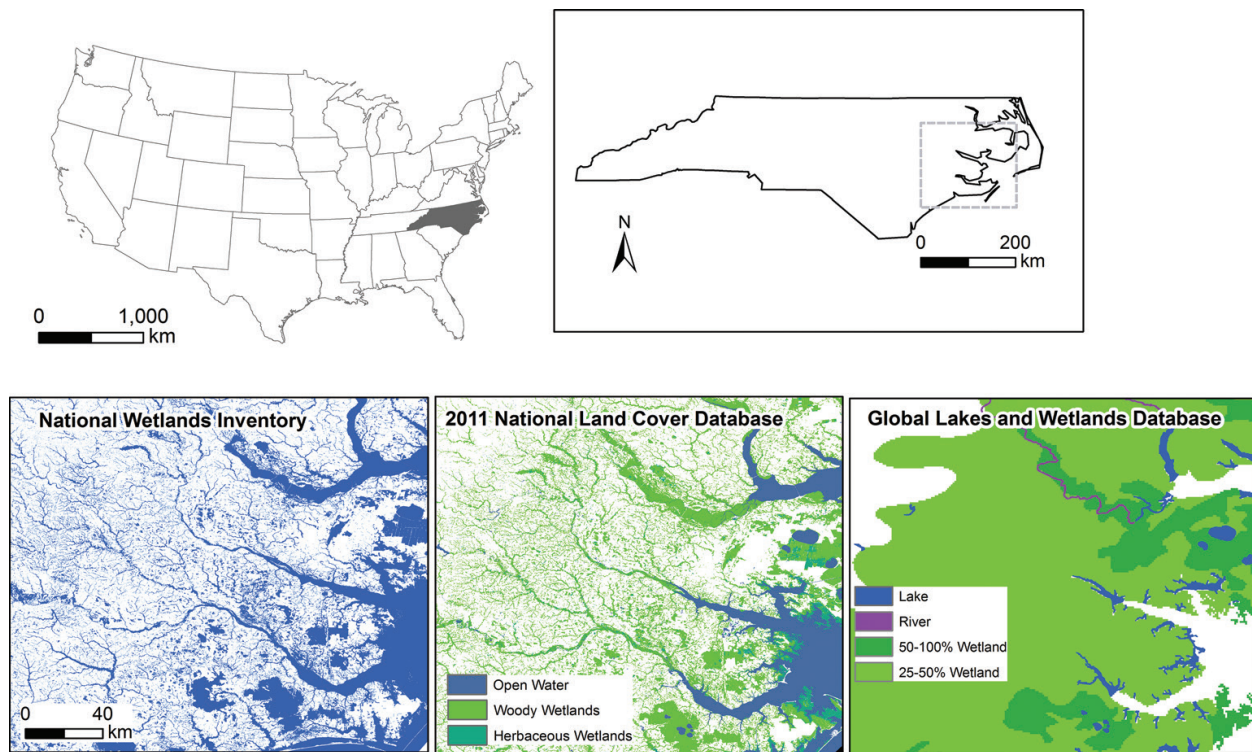 0 1,000
km
N
0 200
km
National Wetlands Inventory
0 40
km
2011 National Land Cover Database
Open Water
Woody Wetlands
Herbaceous Wetlands
Global Lakes and Wetlands Database
Lake
River
50-100% Wetland
25-50% Wetland